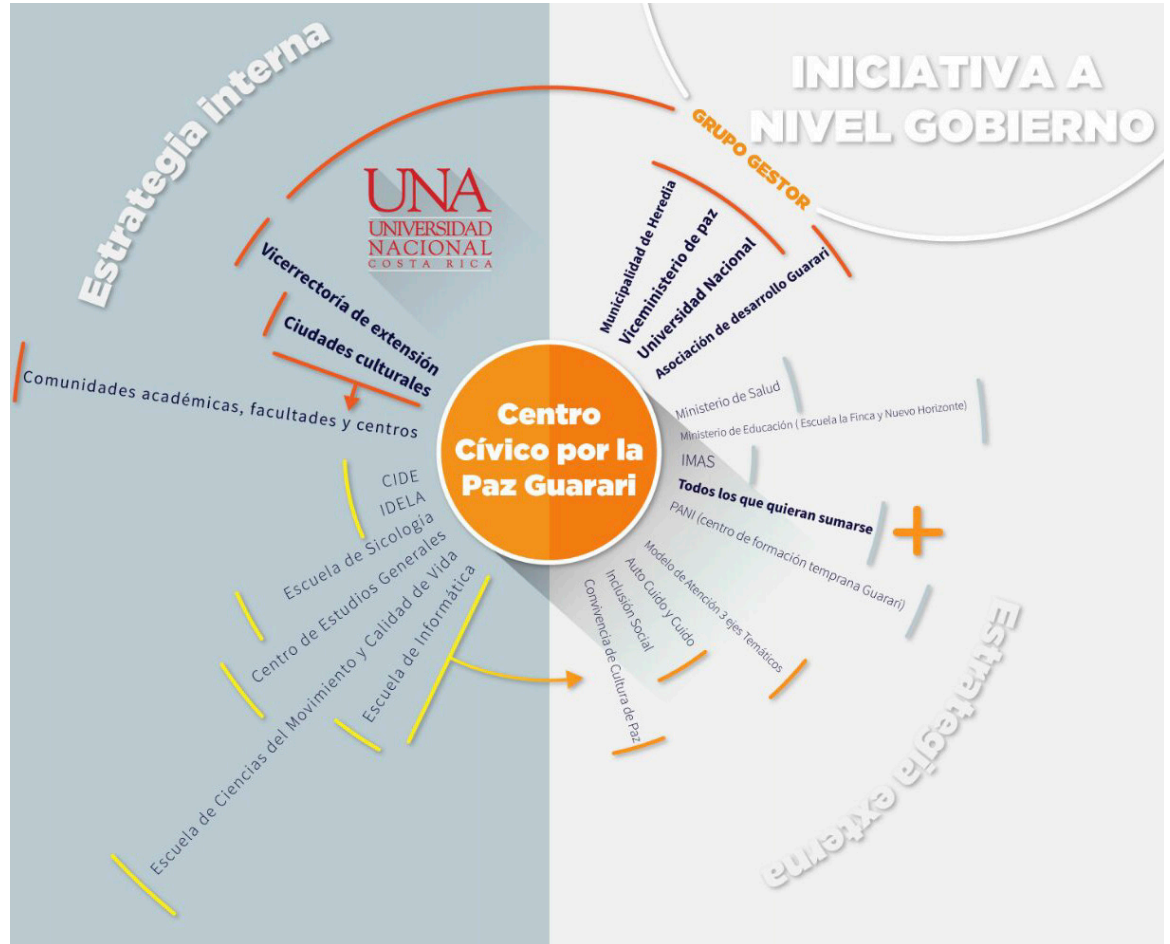 Estrategia interna
INICIATIVA A
NIVEL GOBIERNO
GRUPO GESTOR
UNA
UNIVERSIDAD
NACIONAL
COSTA RICA
Vicerrectoría de extensión
Ciudades culturales
Comunidades académicas, facultades y centros
CIDE
IDELA
Escuela de Sicología
Centro de Estudios Generales
Escuela de Ciencias del Movimiento y Calidad de Vida
Escuela de Informática
Centro
Cívico por la
Paz Guarari
Municipalidad de Heredia
Viceministerio de paz
Universidad Nacional
Asociación de desarrollo Guarari
Ministerio de Salud
Ministerio de Educación ( Escuela la Finca y Nuevo Horizonte)
IMAS
Todos los que quieran sumarse
PANI (centro de formación temprana Guarari)
Modelo de Atención 3 ejes Temáticos
Auto Cuido y Cuido
Inclusión Social
Convivencia de Cultura de Paz
Estrategia externa